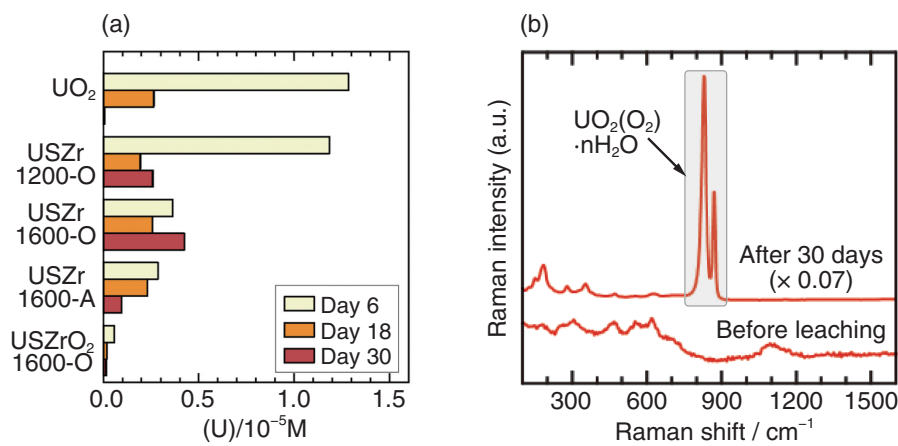 (a)
UO₂
USZr
1200-O
USZr
1600-O
USZr
1600-A
USZrO₂
1600-O
Day 6
Day 18
Day 30
0.0 0.5 1.0 1.5
(U)/10⁻⁵M
(b)
Raman intensity (a.u.)
UO₂(O₂)
·nH₂O
After 30 days
(× 0.07)
Before leaching
300 600 900 1200 1500
Raman shift / cm⁻¹